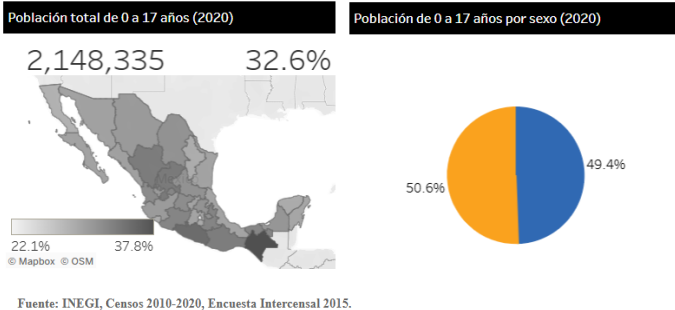 Población total de 0 a 17 años (2020)
2,148,335 32.6%
22.1% 37.8%
© Mapbox © OSM
Población de 0 a 17 años por sexo (2020)
49.4%
50.6%
Fuente: INEGI, Censos 2010-2020, Encuesta Intercensal 2015.